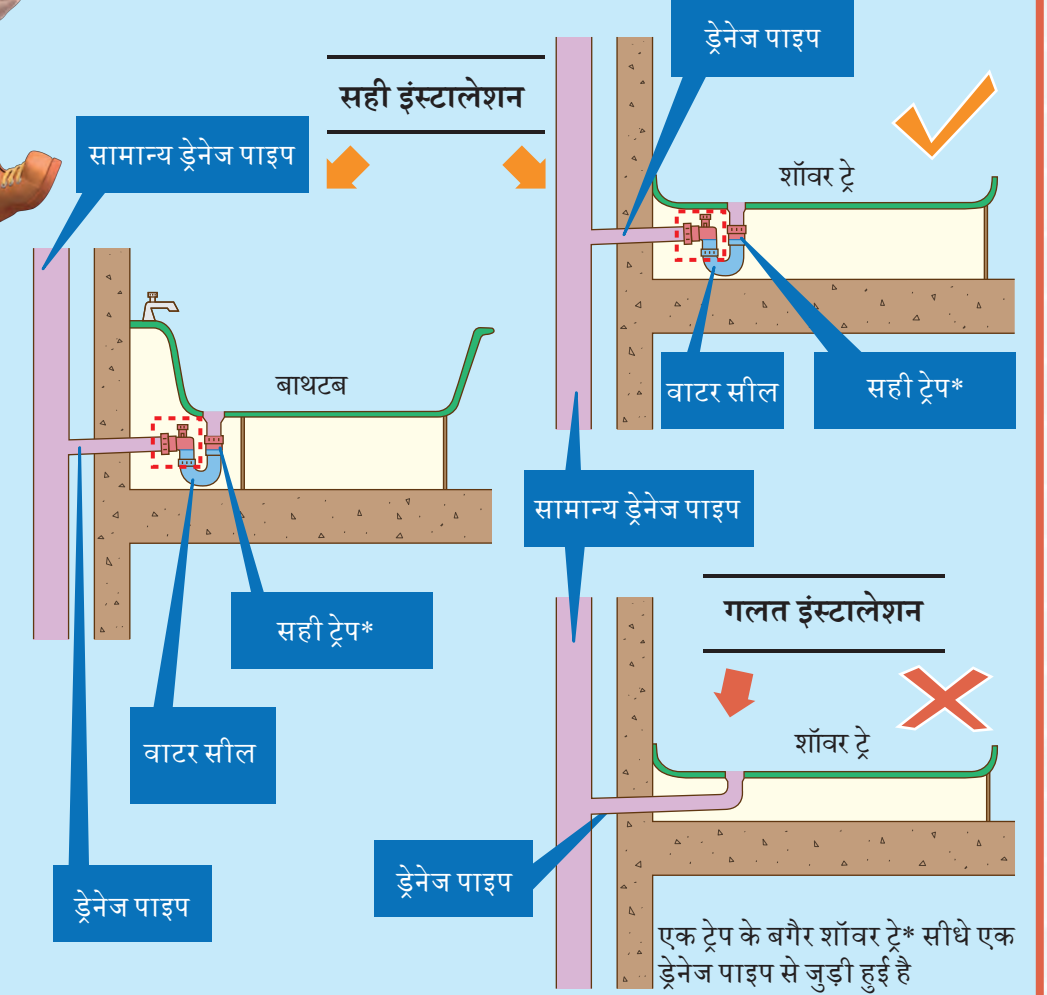 सही इंस्टालेशन
सामान्य ड्रेनेज पाइप
बाथटब
सही ट्रेप*
वाटर सील
ड्रेनेज पाइप
ड्रेनेज पाइप
शॉवर ट्रे
वाटर सील
सही ट्रेप*
सामान्य ड्रेनेज पाइप
गलत इंस्टालेशन
शॉवर ट्रे
ड्रेनेज पाइप
एक ट्रेप के बगैर शॉवर ट्रे* सीधे एक
ड्रेनेज पाइप से जुड़ी हुई है